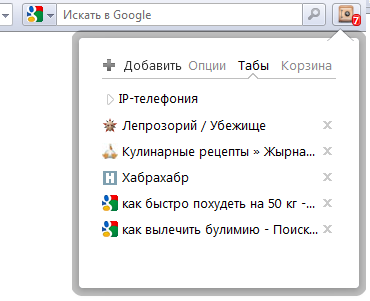 Искать в Google
7
Добавить Опции Табы Корзина
IP-телефония
Лепрозорий / Убежище
Кулинарные рецепты » Жырна...
Хабрахабр
как быстро похудеть на 50 кг -...
как вылечить булимию - Поиск...